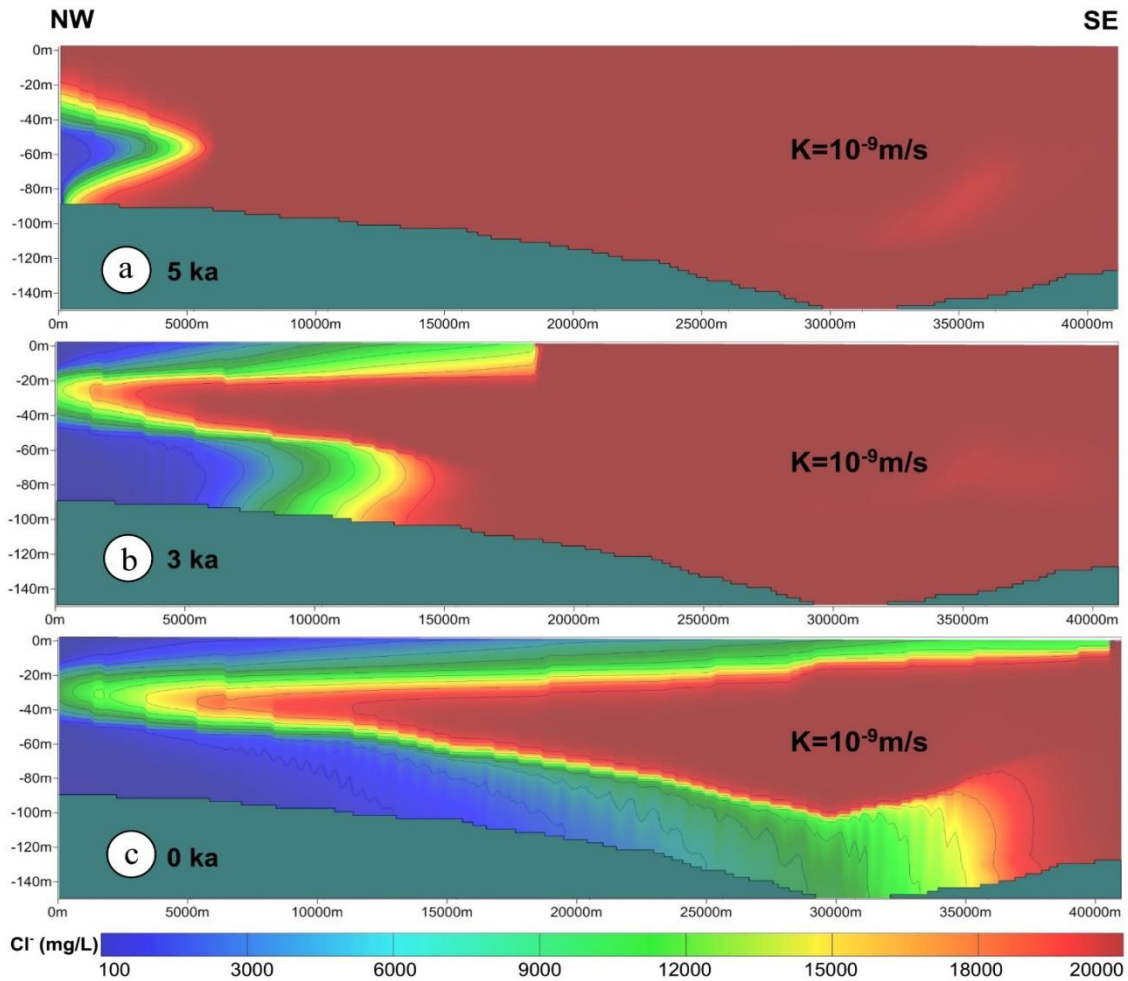 NW SE
0m
-20m
-40m
K=10⁻⁹m/s
-60m
-80m
-100m
-120m
a 5 ka
-140m
0m 5000m 10000m 15000m 20000m 25000m 30000m 35000m 40000m
0m
-20m
-40m
-60m
K=10⁻⁹m/s
-80m
-100m
-120m
b 3 ka
-140m
0m 5000m 10000m 15000m 20000m 25000m 30000m 35000m 40000m
0m
-20m
-40m
K=10⁻⁹m/s
-60m
-80m
-100m
-120m
c 0 ka
-140m
0m 5000m 10000m 15000m 20000m 25000m 30000m 35000m 40000m
Cl⁻ (mg/L)
100 3000 6000 9000 12000 15000 18000 20000